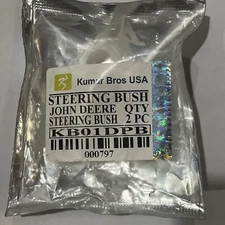 Kumar Bros USA
STEERING BUSH
JOHN DEERE QTY
STEERING BUSH 2 PC
KB01DPB
000797